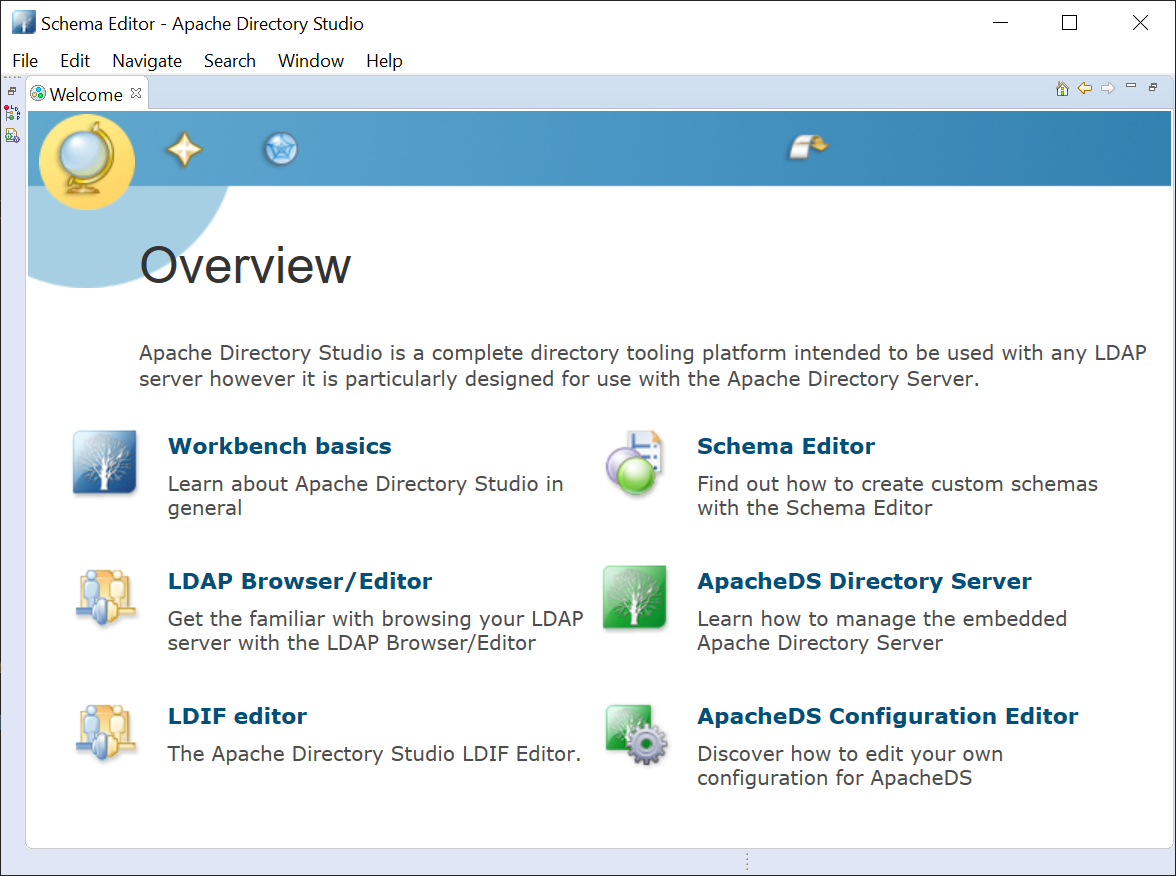 Schema Editor - Apache Directory Studio
File Edit Navigate Search Window Help
Welcome
Overview
Apache Directory Studio is a complete directory tooling platform intended to be used with any LDAP
server however it is particularly designed for use with the Apache Directory Server.
Workbench basics
Learn about Apache Directory Studio in
general
Schema Editor
Find out how to create custom schemas
with the Schema Editor
LDAP Browser/Editor
Get the familiar with browsing your LDAP
server with the LDAP Browser/Editor
ApacheDS Directory Server
Learn how to manage the embedded
Apache Directory Server
LDIF editor
The Apache Directory Studio LDIF Editor.
ApacheDS Configuration Editor
Discover how to edit your own
configuration for ApacheDS